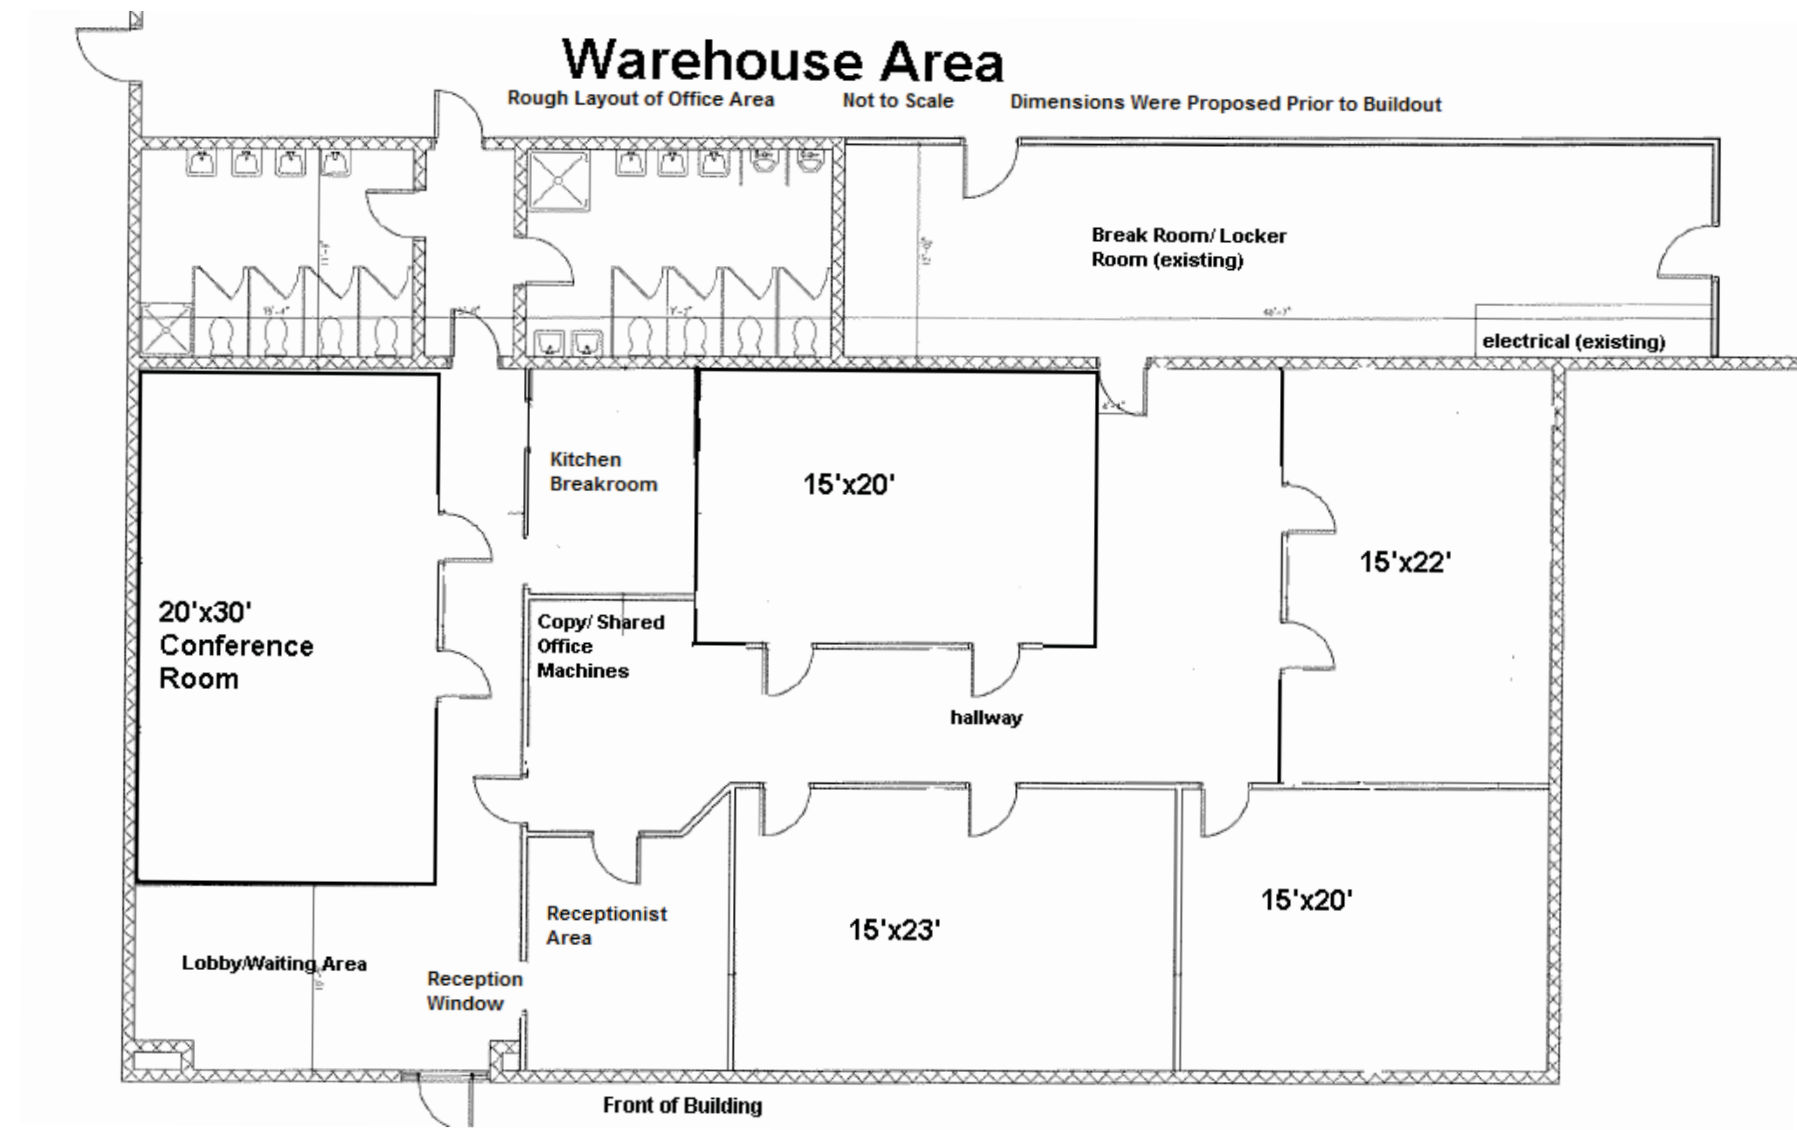 Warehouse Area
Rough Layout of Office Area Not to Scale Dimensions Were Proposed Prior to Buildout
Break Room/ Locker
Room (existing)
electrical (existing)
Kitchen
Breakroom
15'x20'
15'x22'
20'x30'
Conference
Room
Copy/ Shared
Office
Machines
hallway
15'x23'
15'x20'
Receptionist
Area
Lobby/Waiting Area
Reception
Window
Front of Building